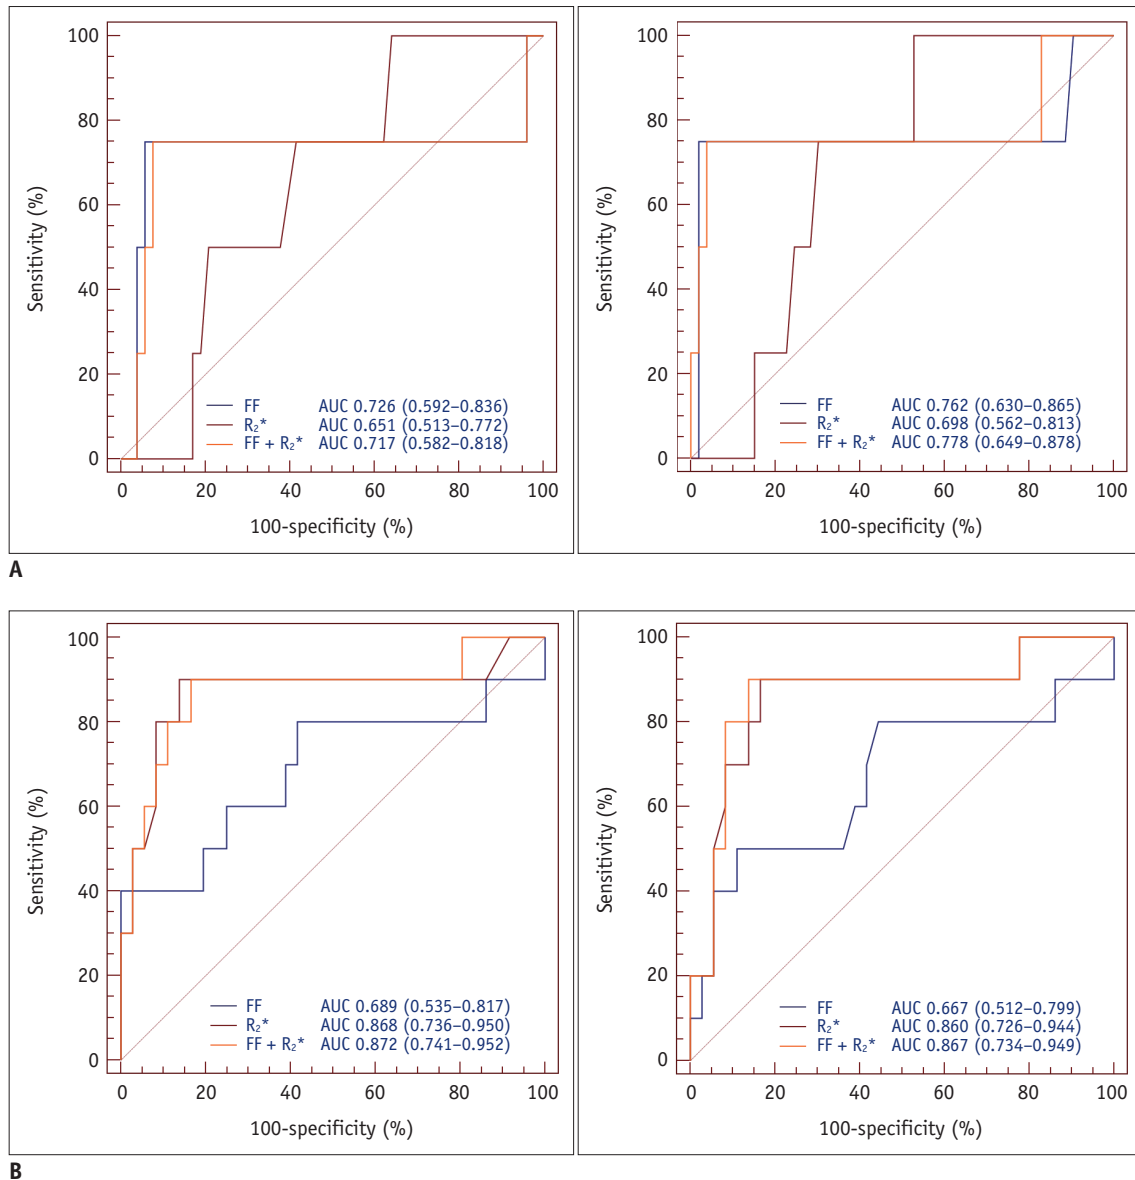 100
80
60
40
20
0
Sensitivity (%)
FF AUC 0.726 (0.592–0.836)
R₂* AUC 0.651 (0.513–0.772)
FF + R₂* AUC 0.717 (0.582–0.818)
0 20 40 60 80 100
100-specificity (%)
100
80
60
40
20
0
Sensitivity (%)
FF AUC 0.762 (0.630–0.865)
R₂* AUC 0.698 (0.562–0.813)
FF + R₂* AUC 0.778 (0.649–0.878)
0 20 40 60 80 100
100-specificity (%)
A
100
80
60
40
20
0
Sensitivity (%)
FF AUC 0.689 (0.535–0.817)
R₂* AUC 0.868 (0.736–0.950)
FF + R₂* AUC 0.872 (0.741–0.952)
0 20 40 60 80 100
100-specificity (%)
100
80
60
40
20
0
Sensitivity (%)
FF AUC 0.667 (0.512–0.799)
R₂* AUC 0.860 (0.726–0.944)
FF + R₂* AUC 0.867 (0.734–0.949)
0 20 40 60 80 100
100-specificity (%)
B